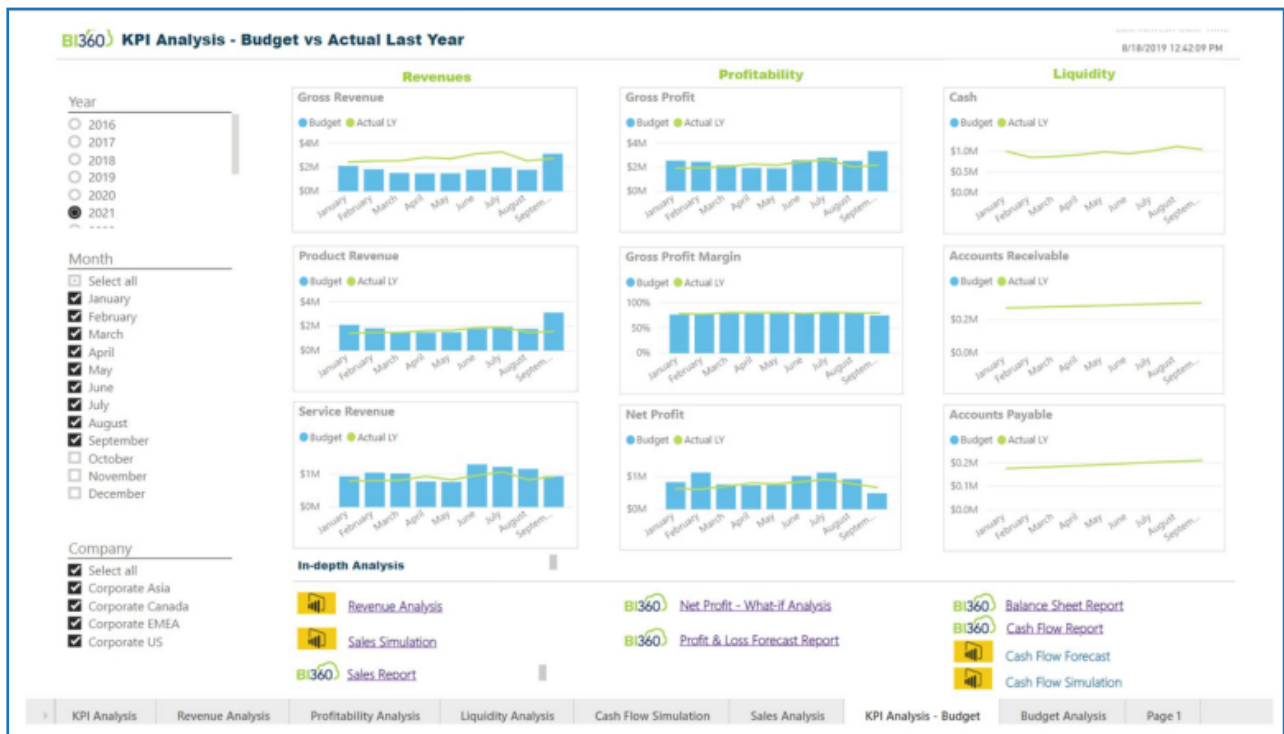 BI360 KPI Analysis - Budget vs Actual Last Year
8/18/2019 12:42:09 PM
Year
2016
2017
2018
2019
2020
2021
Month
Select all
January
February
March
April
May
June
July
August
September
October
November
December
Company
Select all
Corporate Asia
Corporate Canada
Corporate EMEA
Corporate US
Revenues
Gross Revenue
Budget Actual LY
$4M
$2M
$0M
January February March April May June July August Septem...
Product Revenue
Budget Actual LY
$4M
$2M
$0M
January February March April May June July August Septem...
Service Revenue
Budget Actual LY
$1M
$0M
January February March April May June July August Septem...
Profitability
Gross Profit
Budget Actual LY
$4M
$2M
$0M
January February March April May June July August Septem...
Gross Profit Margin
Budget Actual LY
100%
50%
0%
January February March April May June July August Septem...
Net Profit
Budget Actual LY
$1M
$0M
January February March April May June July August Septem...
Liquidity
Cash
Budget Actual LY
$1.0M
$0.5M
$0.0M
January February March April May June July August Septem...
Accounts Receivable
Budget Actual LY
$0.2M
$0.0M
January February March April May June July August Septem...
Accounts Payable
Budget Actual LY
$0.2M
$0.1M
$0.0M
January February March April May June July August Septem...
In-depth Analysis
Revenue Analysis
Sales Simulation
BI360 Sales Report
BI360 Net Profit - What-if Analysis
BI360 Profit & Loss Forecast Report
BI360 Balance Sheet Report
BI360 Cash Flow Report
Cash Flow Forecast
Cash Flow Simulation
KPI Analysis Revenue Analysis Profitability Analysis Liquidity Analysis Cash Flow Simulation Sales Analysis KPI Analysis - Budget Budget Analysis Page 1